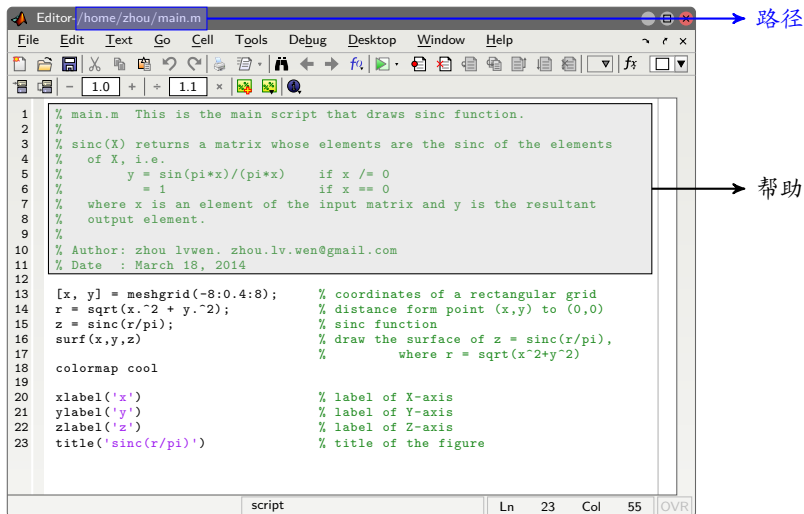 Editor-/home/zhou/main.m
路径
File Edit Text Go Cell Tools Debug Desktop Window Help
1.0 + ÷ 1.1 ×
1 % main.m  This is the main script that draws sinc function.
2 %
3 % sinc(X) returns a matrix whose elements are the sinc of the elements
4 %   of X, i.e.
5 %        y = sin(pi*x)/(pi*x)    if x /= 0
6 %          = 1                   if x == 0
帮助
7 %   where x is an element of the input matrix and y is the resultant
8 %   output element.
9 %
10 % Author: zhou lvwen. zhou.lv.wen@gmail.com
11 % Date  : March 18, 2014
12
13 [x, y] = meshgrid(-8:0.4:8);     % coordinates of a rectangular grid
14 r = sqrt(x.^2 + y.^2);           % distance form point (x,y) to (0,0)
15 z = sinc(r/pi);                  % sinc function
16 surf(x,y,z)                      % draw the surface of z = sinc(r/pi),
17                                  %         where r = sqrt(x^2+y^2)
18 colormap cool
19
20 xlabel('x')                      % label of X-axis
21 ylabel('y')                      % label of Y-axis
22 zlabel('z')                      % label of Z-axis
23 title('sinc(r/pi)')              % title of the figure
script Ln 23 Col 55 OVR